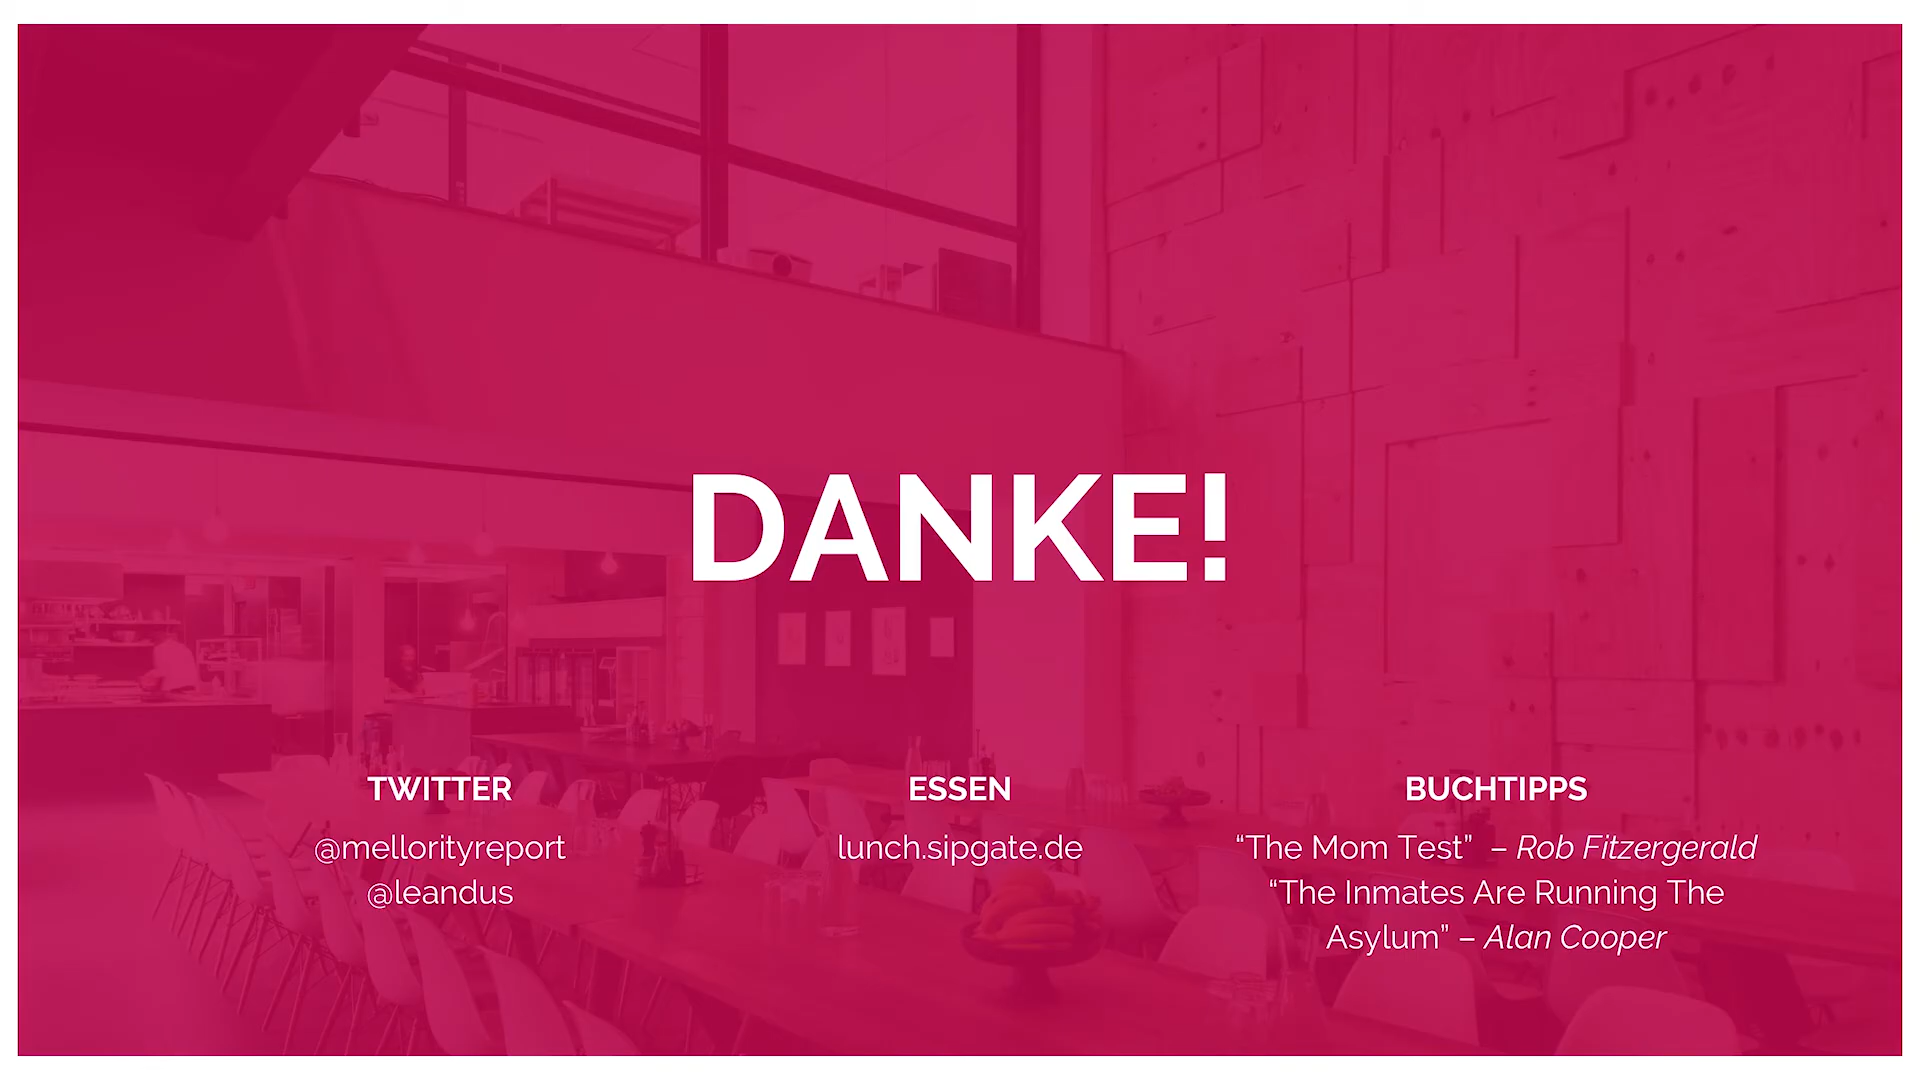 DANKE!
TWITTER
@mellorityreport
@leandus
ESSEN
lunch.sipgate.de
BUCHTIPPS
“The Mom Test” – Rob Fitzergerald
“The Inmates Are Running The
Asylum” – Alan Cooper